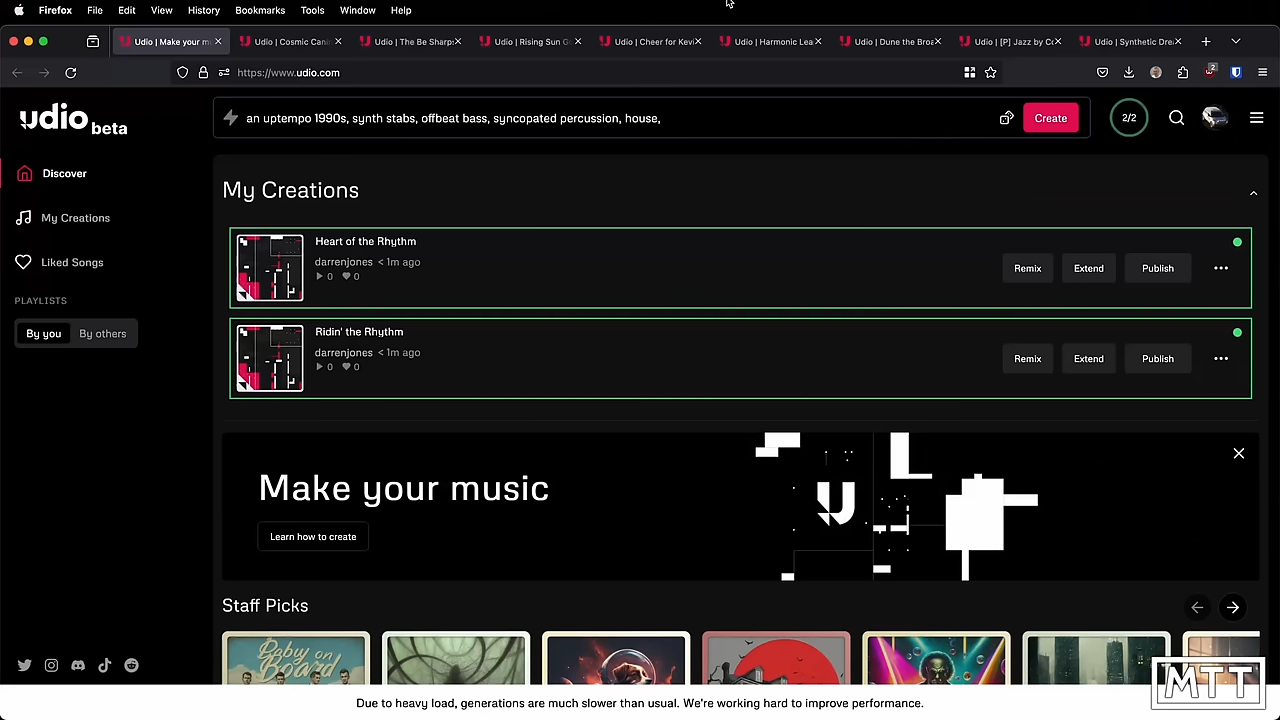 Firefox File Edit View History Bookmarks Tools Window Help
Udio | Make your m
Udio | Cosmic Cani
Udio | The Be Sharps
Udio | Rising Sun G
Udio | Cheer for Kevi
Udio | Harmonic Lea
Udio | Dune the Broa
Udio | [P] Jazz by C
Udio | Synthetic Dre
https://www.udio.com
2
udio beta
an uptempo 1990s, synth stabs, offbeat bass, syncopated percussion, house,
Create
2/2
Discover
My Creations
Liked Songs
PLAYLISTS
By you By others
My Creations
Heart of the Rhythm
darrenjones < 1m ago
0 0
Remix Extend Publish
Ridin' the Rhythm
darrenjones < 1m ago
0 0
Remix Extend Publish
Make your music
Learn how to create
Staff Picks
Baby on Board
Due to heavy load, generations are much slower than usual. We're working hard to improve performance.
MTT